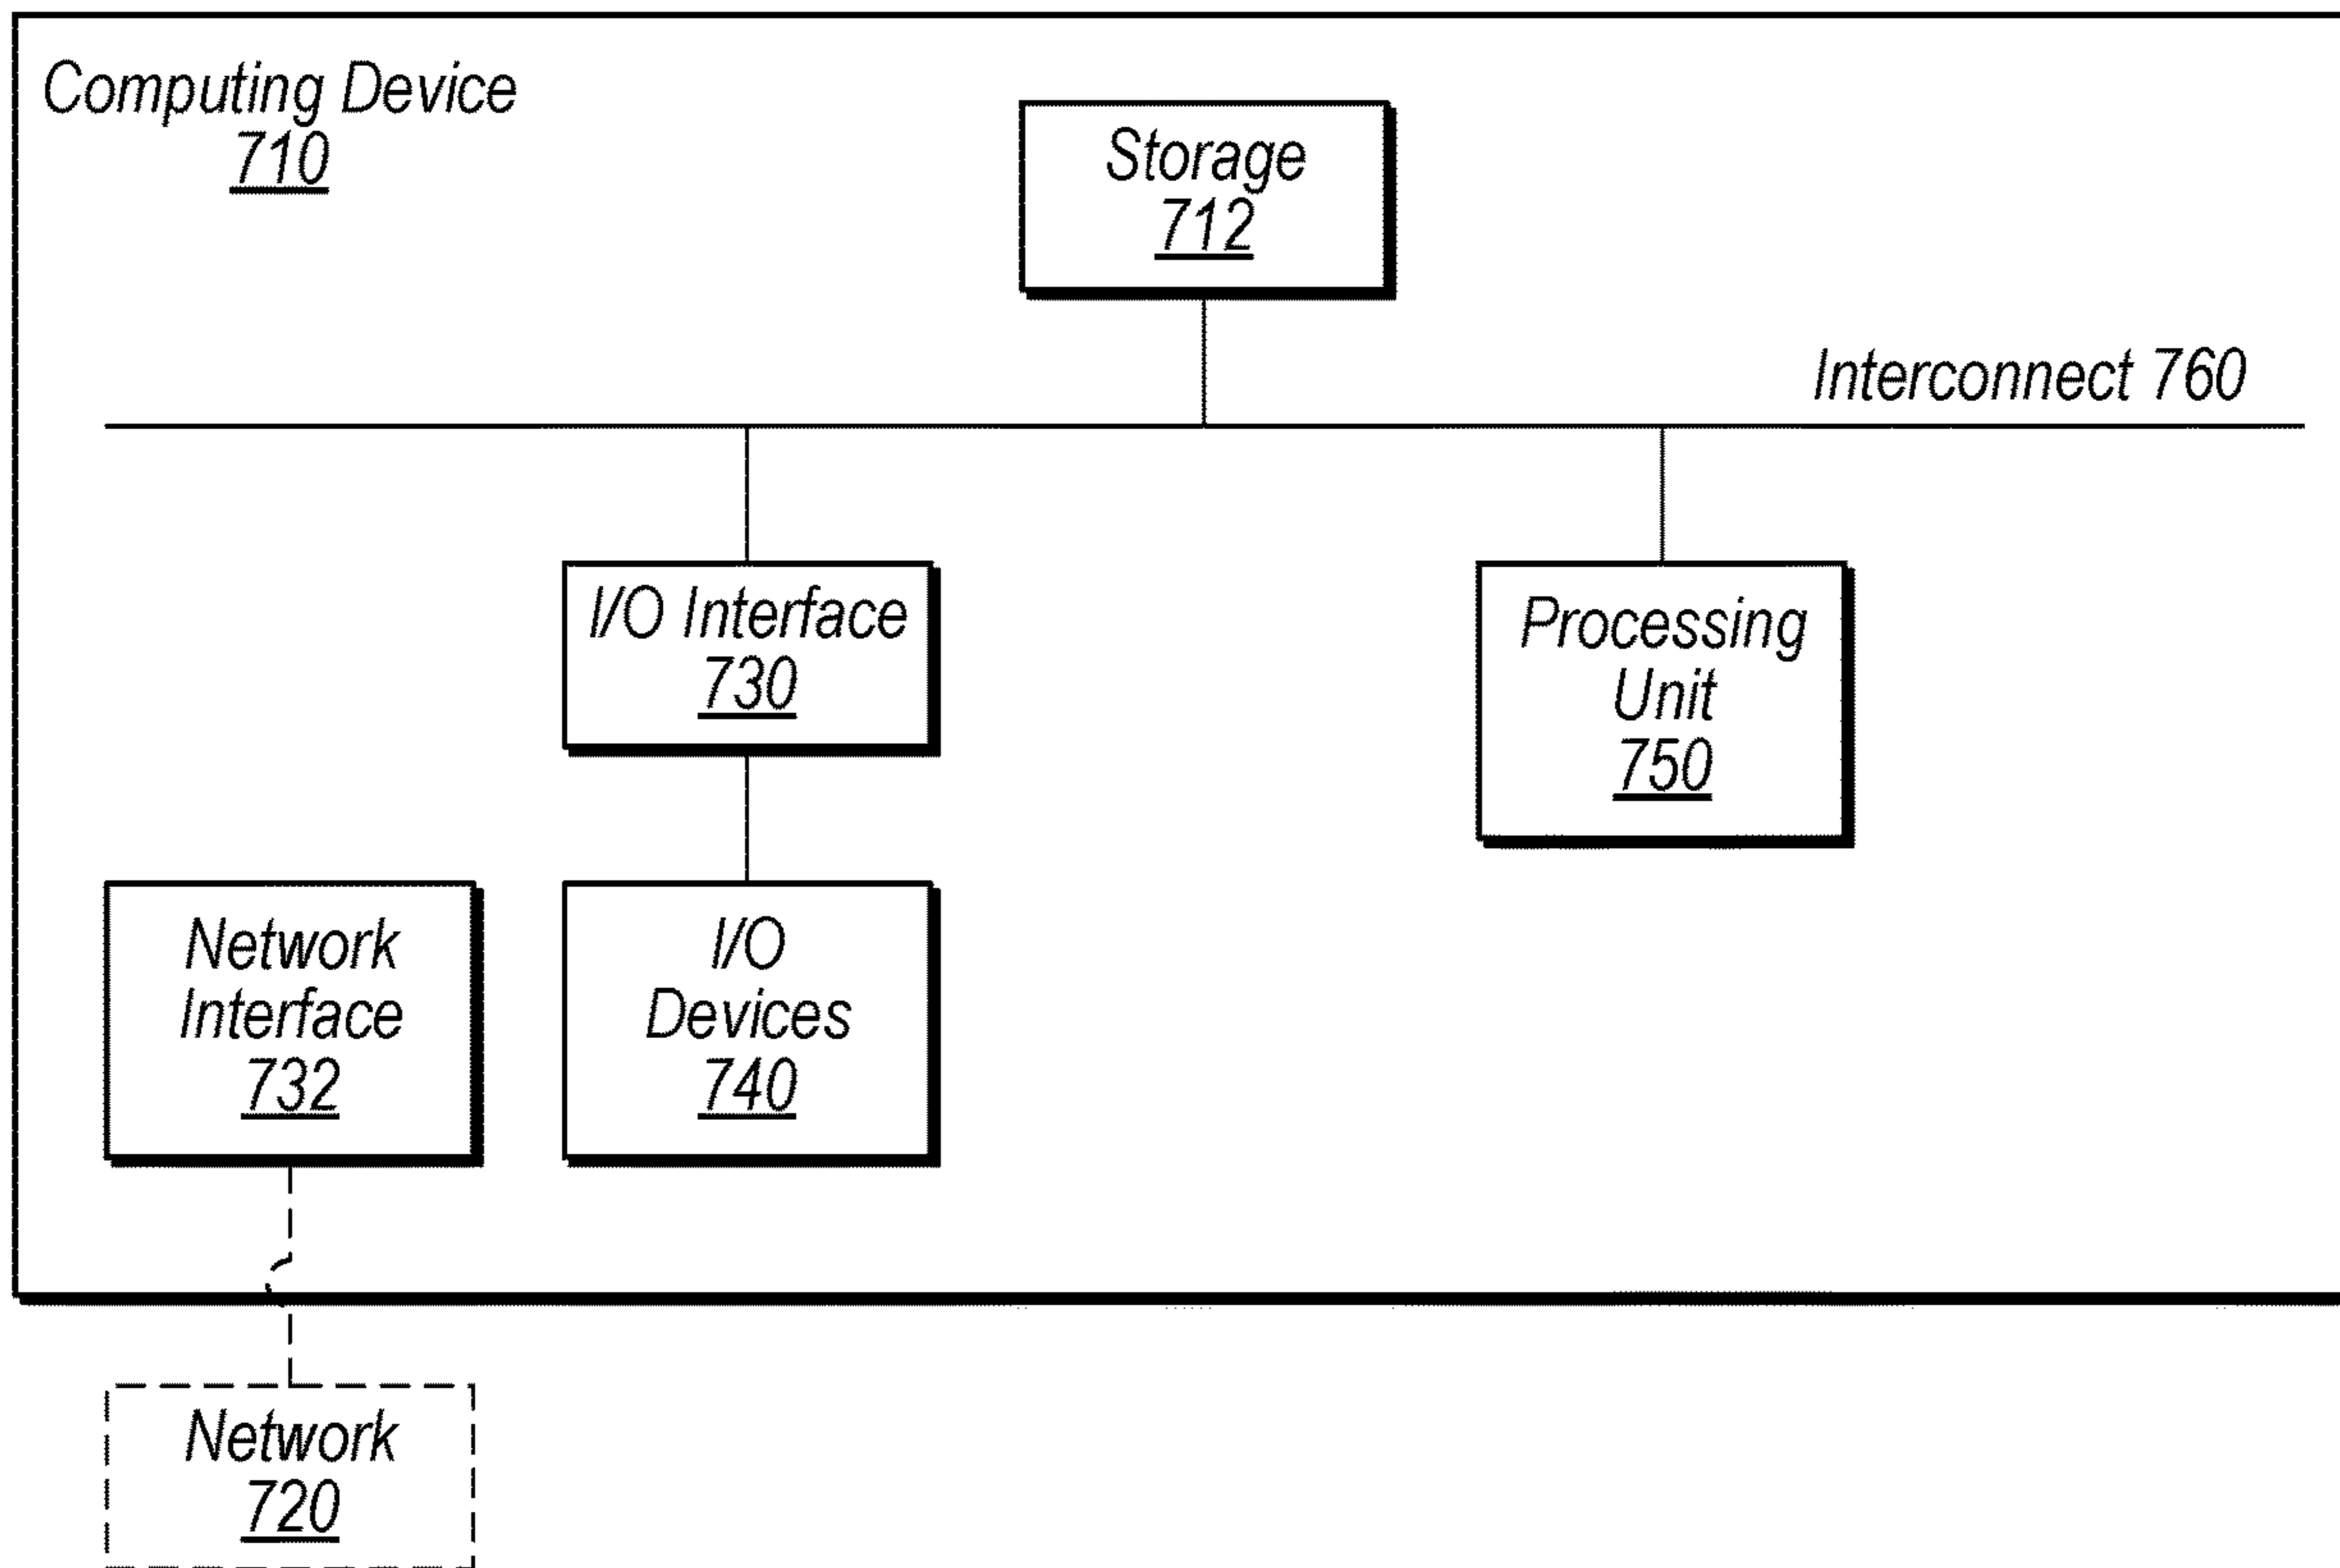 Computing Device
710
Storage
712
Interconnect 760
I/O Interface
730
Processing
Unit
750
Network
Interface
732
I/O
Devices
740
Network
720